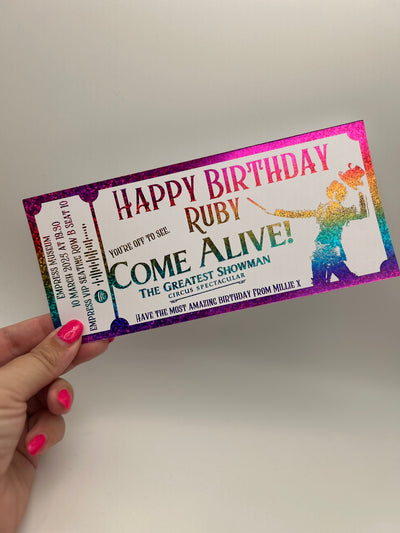 HAPPY BIRTHDAY
RUBY
YOU'RE OFF TO SEE,
COME ALIVE!
THE GREATEST SHOWMAN
CIRCUS SPECTACULAR
HAVE THE MOST AMAZING BIRTHDAY FROM MILLIE X
EMPRESS MUSEUM
10 MARCH 2025 AT 19.30
EMPRESS VIP SEATING ROW B SEAT 10